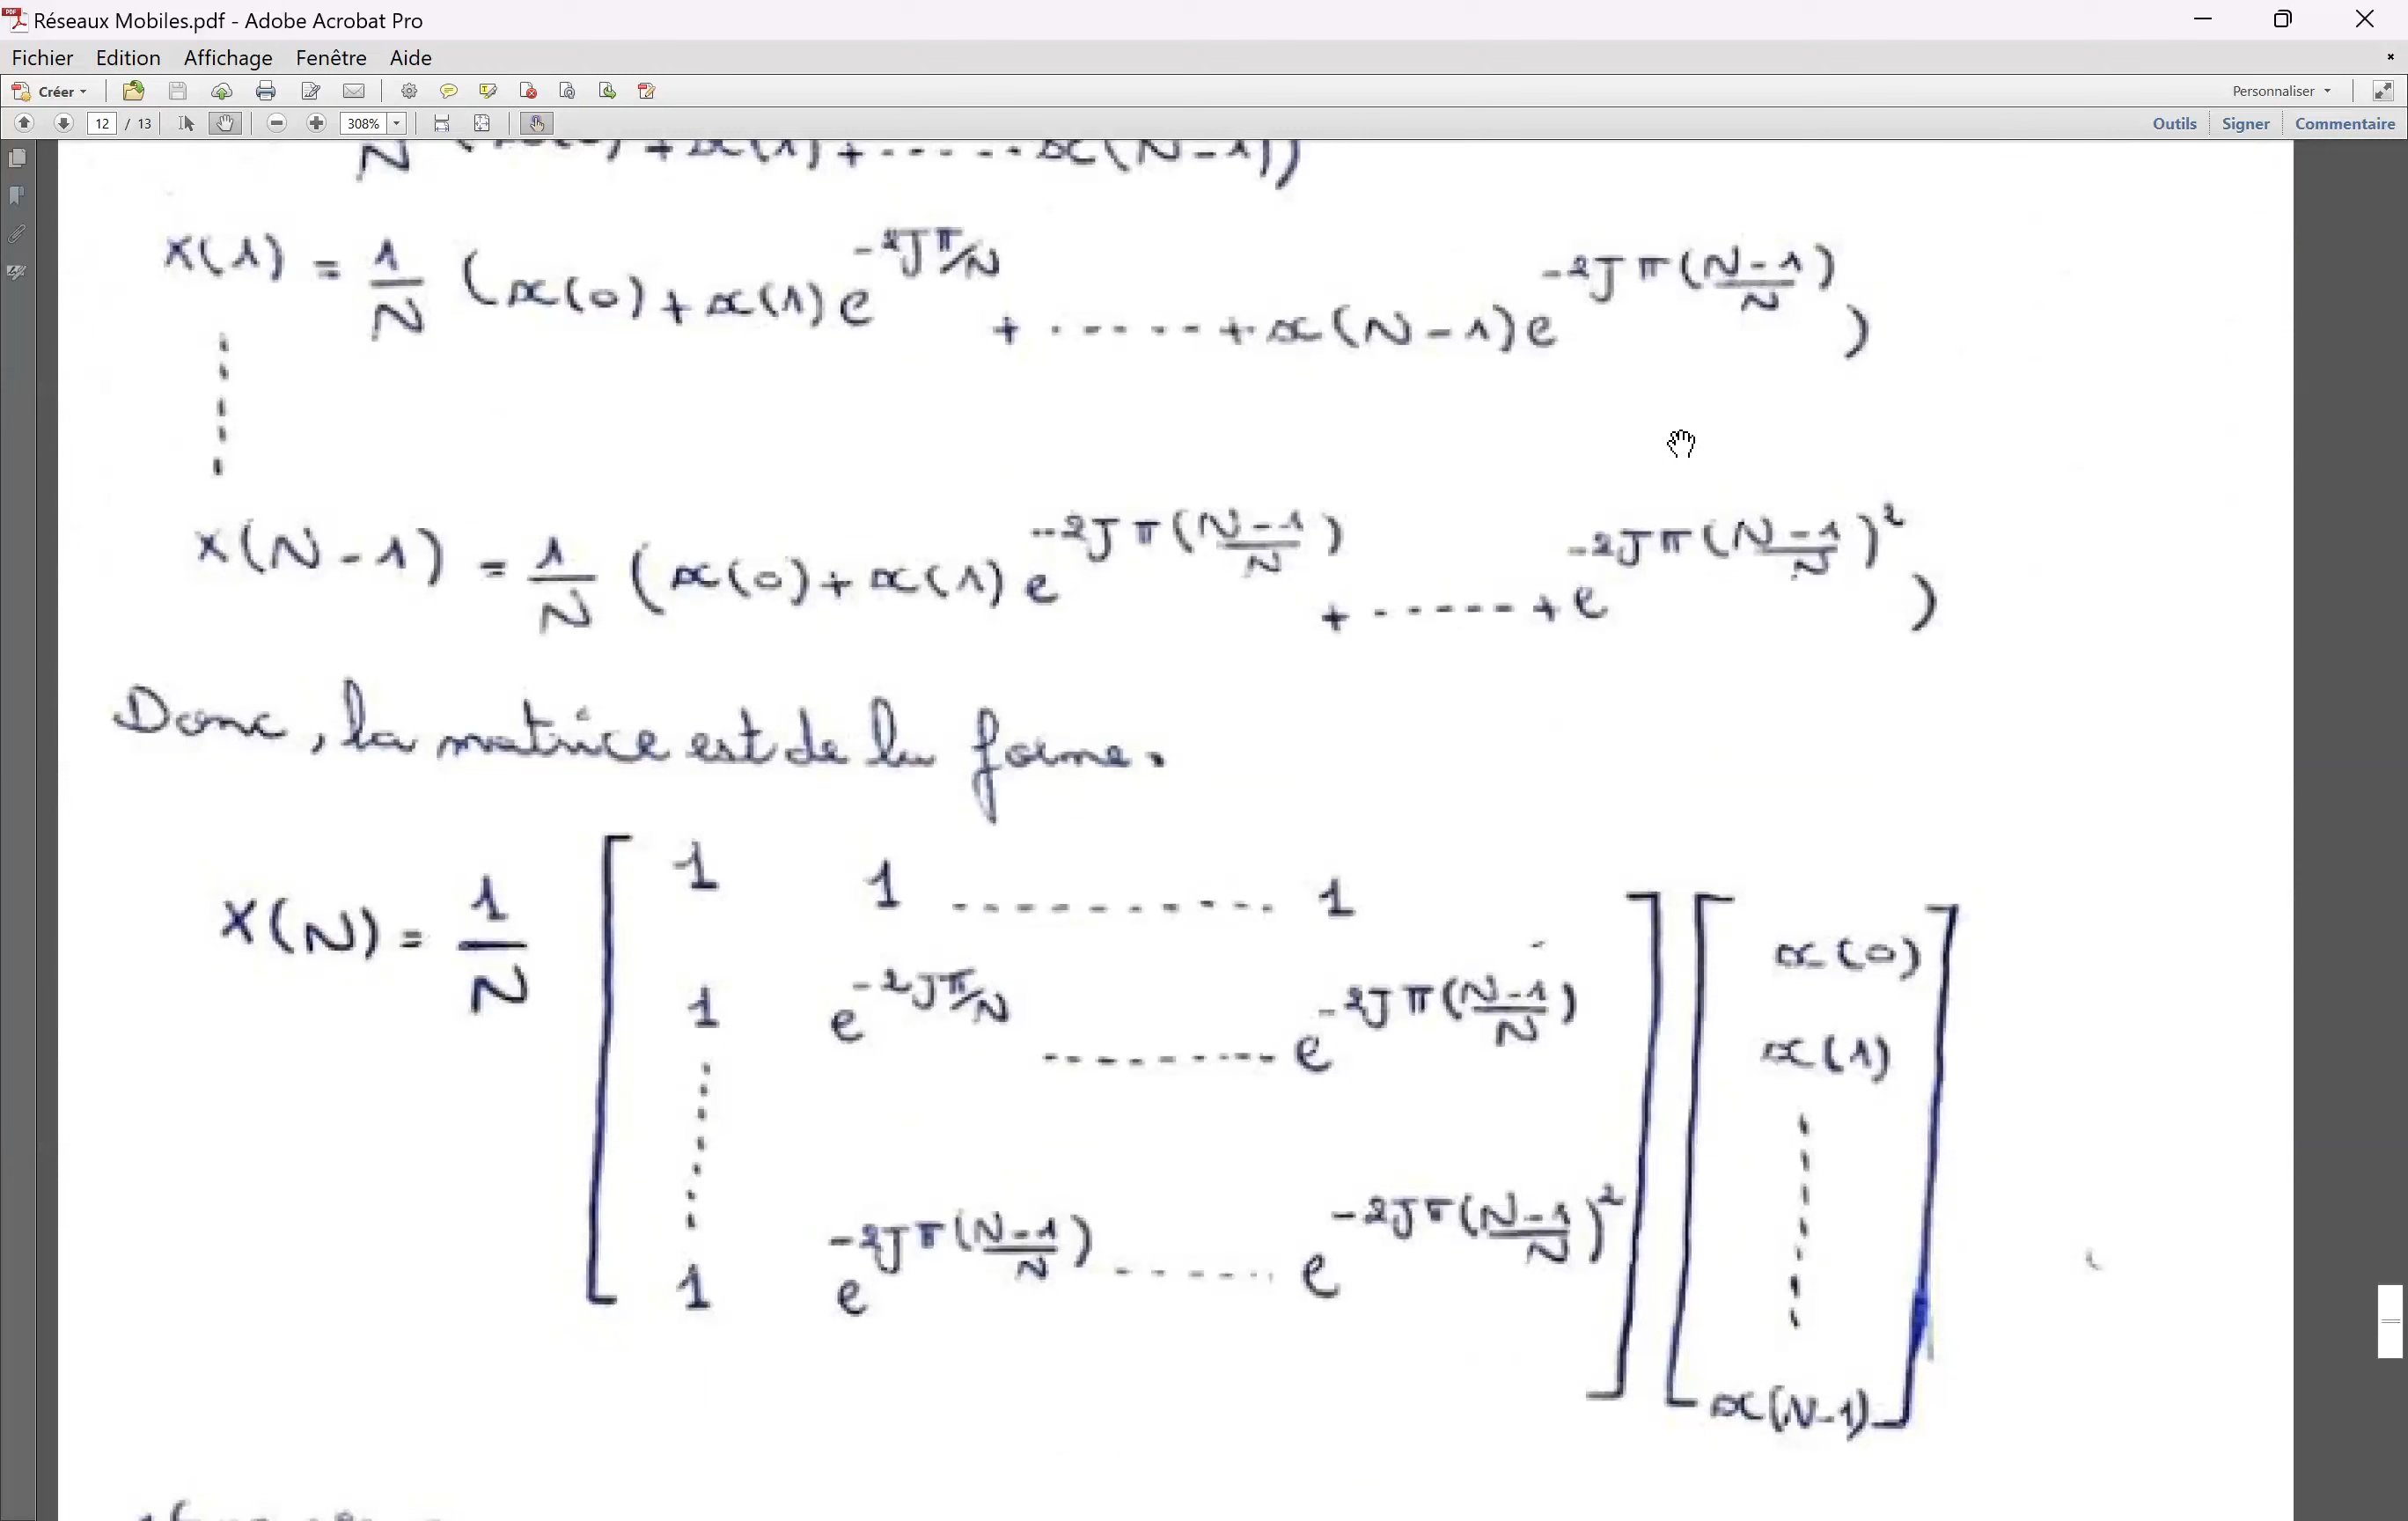 Réseaux Mobiles.pdf - Adobe Acrobat Pro
Fichier Edition Affichage Fenêtre Aide
Créer Personnaliser
12 / 13 308% Outils Signer Commentaire
N (x(0) + x(1) + ------ x(N-1))
X(1) = 1/N (x(0) + x(1) e^{-2Jπ/N} + ------ + x(N-1) e^{-2Jπ((N-1)/N)})
X(N-1) = 1/N (x(0) + x(1) e^{-2Jπ((N-1)/N)} + ------ + e^{-2Jπ((N-1)/N)²})
Donc, la matrice est de la forme.
1 1 ---------- 1
X(N) = 1/N x(0)
1 e^{-2Jπ/N} --------- e^{-2Jπ((N-1)/N)}
x(1)
1 e^{-2Jπ((N-1)/N)} ------ e^{-2Jπ((N-1)/N)²}
x(N-1)